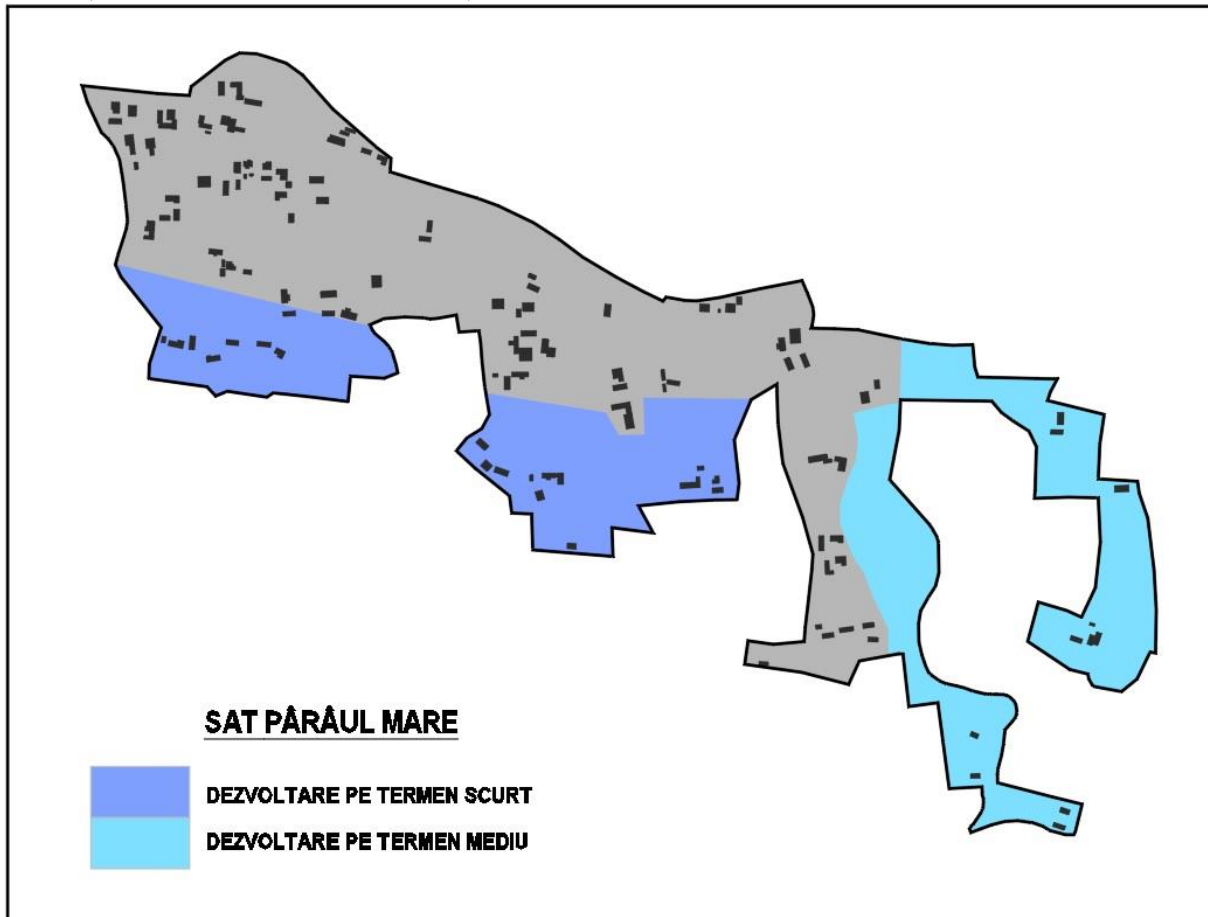 SAT PÂRÂUL MARE
DEZVOLTARE PE TERMEN SCURT
DEZVOLTARE PE TERMEN MEDIU